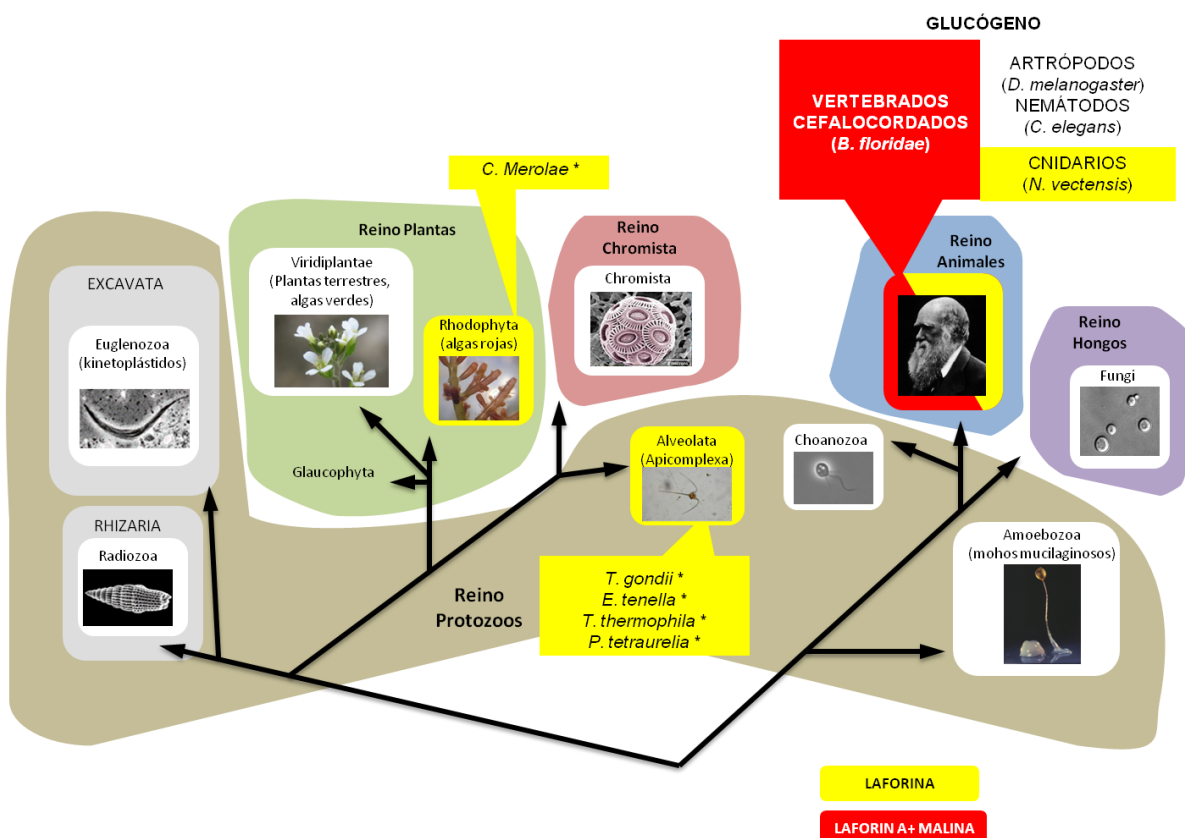 GLUCÓGENO
VERTEBRADOS
CEFALOCORDADOS
(B. floridae)
ARTRÓPODOS
(D. melanogaster)
NEMÁTODOS
(C. elegans)
CNIDARIOS
(N. vectensis)
C. Merolae *
Reino Plantas
Viridiplantae
(Plantas terrestres,
algas verdes)
Rhodophyta
(algas rojas)
Glaucophyta
Reino
Chromista
Chromista
Reino
Animales
Reino
Hongos
Fungi
EXCAVATA
Euglenozoa
(kinetoplástidos)
RHIZARIA
Radiozoa
Alveolata
(Apicomplexa)
Choanozoa
Amoebozoa
(mohos mucilaginosos)
T. gondii *
E. tenella *
T. thermophila *
P. tetraurelia *
Reino
Protozoos
LAFORINA
LAFORIN A+ MALINA